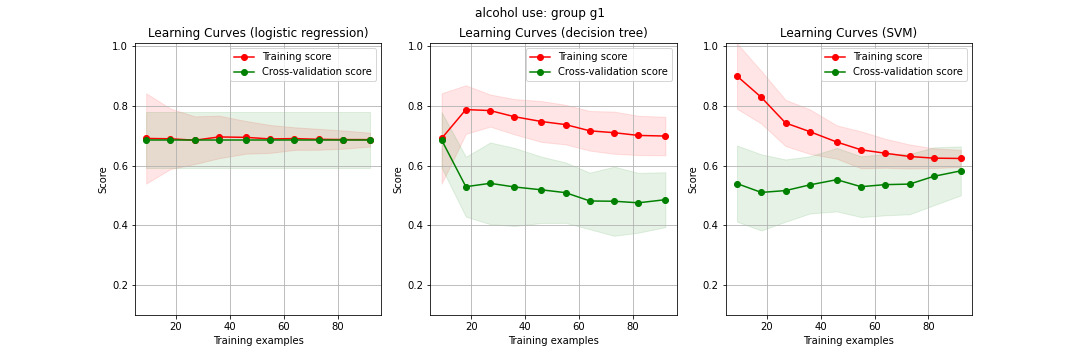 alcohol use: group g1
Learning Curves (logistic regression)
1.0
0.8
0.6
0.4
0.2
Score
Training score
Cross-validation score
20 40 60 80
Training examples
Learning Curves (decision tree)
1.0
0.8
0.6
0.4
0.2
Score
Training score
Cross-validation score
20 40 60 80
Training examples
Learning Curves (SVM)
1.0
0.8
0.6
0.4
0.2
Score
Training score
Cross-validation score
20 40 60 80
Training examples